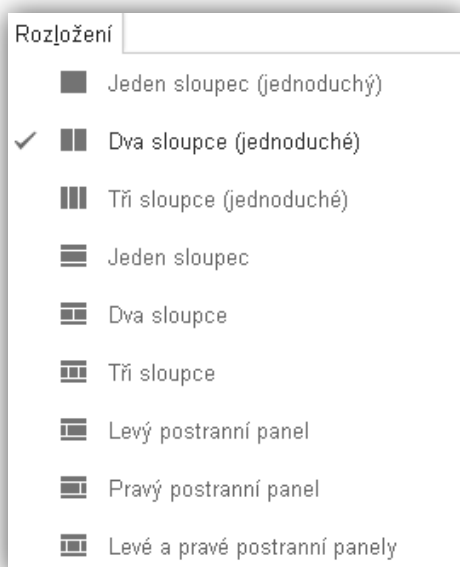 Rozložení
Jeden sloupec (jednoduchý)
Dva sloupce (jednoduché)
Tři sloupce (jednoduché)
Jeden sloupec
Dva sloupce
Tři sloupce
Levý postranní panel
Pravý postranní panel
Levé a pravé postranní panely